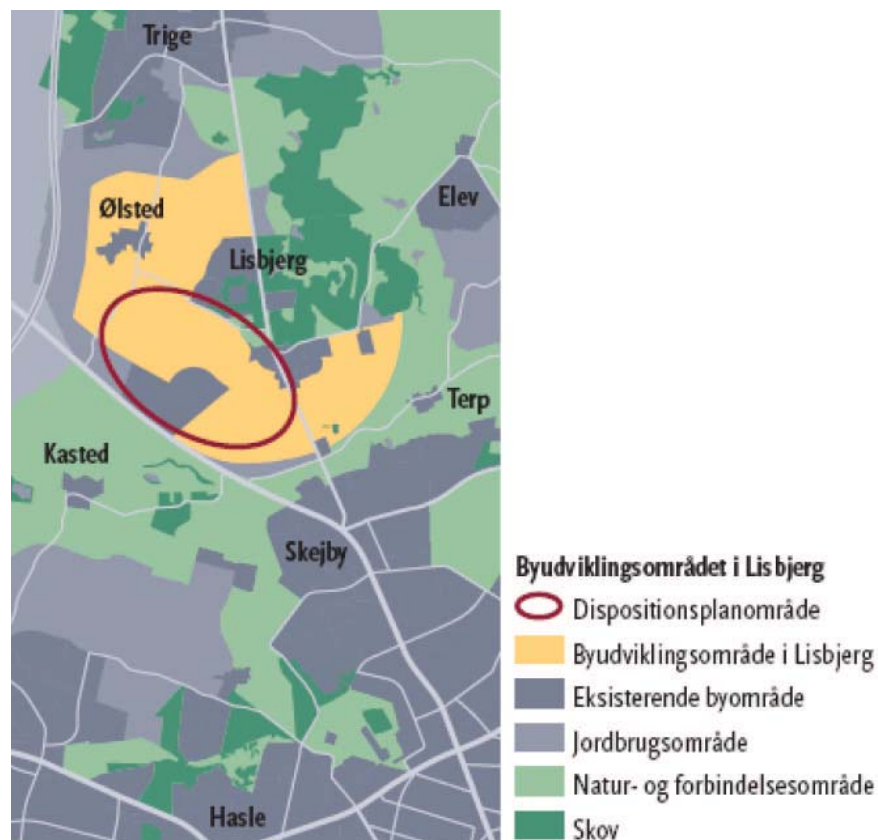 Trige
Ølsted
Elev
Lisbjerg
Terp
Kasted
Skejby
Hasle
Byudviklingsområdet i Lisbjerg
Dispositionsplanområde
Byudviklingsområde i Lisbjerg
Eksisterende byområde
Jordbrugsområde
Natur- og forbindelsesområde
Skov